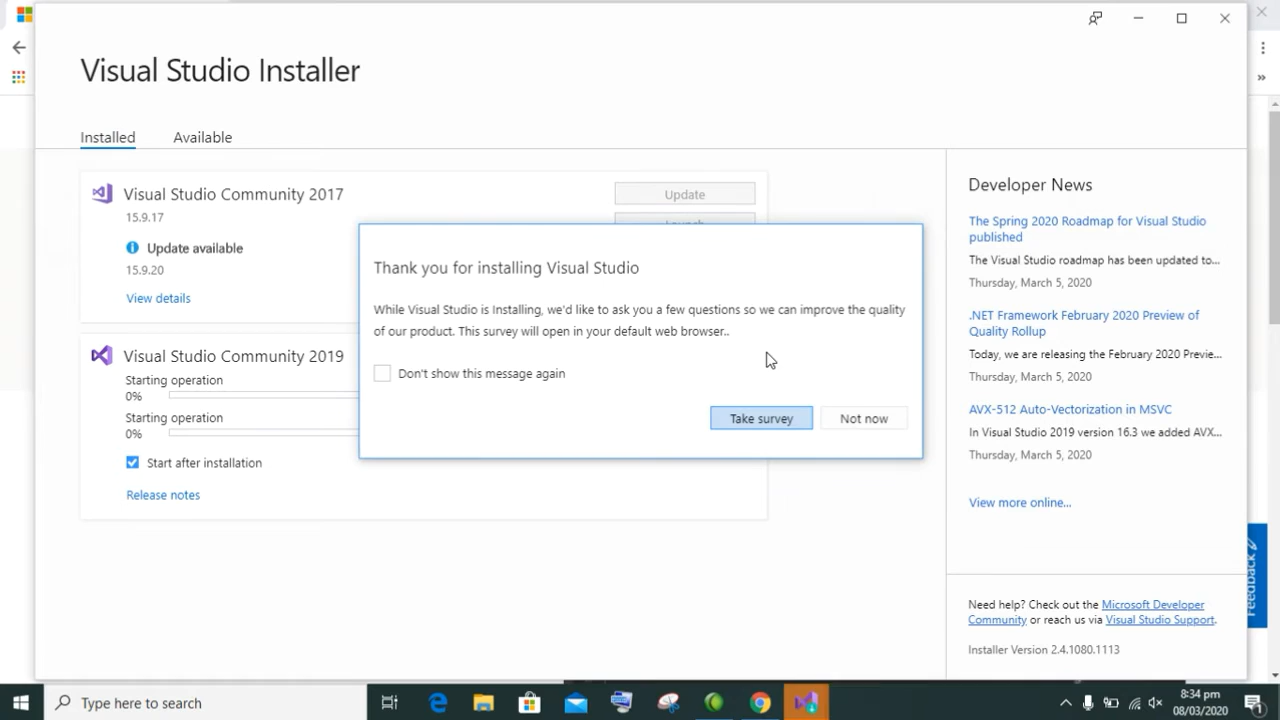 Visual Studio Installer
Installed
Available
Visual Studio Community 2017
15.9.17
Update available
15.9.20
View details
Update
Launch
Visual Studio Community 2019
Starting operation
0%
Starting operation
0%
Start after installation
Release notes
Thank you for installing Visual Studio
While Visual Studio is Installing, we'd like to ask you a few questions so we can improve the quality
of our product. This survey will open in your default web browser..
Don't show this message again
Take survey
Not now
Developer News
The Spring 2020 Roadmap for Visual Studio
published
The Visual Studio roadmap has been updated to...
Thursday, March 5, 2020
.NET Framework February 2020 Preview of
Quality Rollup
Today, we are releasing the February 2020 Previe...
Thursday, March 5, 2020
AVX-512 Auto-Vectorization in MSVC
In Visual Studio 2019 version 16.3 we added AVX...
Thursday, March 5, 2020
View more online...
Need help? Check out the Microsoft Developer
Community or reach us via Visual Studio Support.
Installer Version 2.4.1080.1113
Feedback
Type here to search
8:34 pm
08/03/2020
1